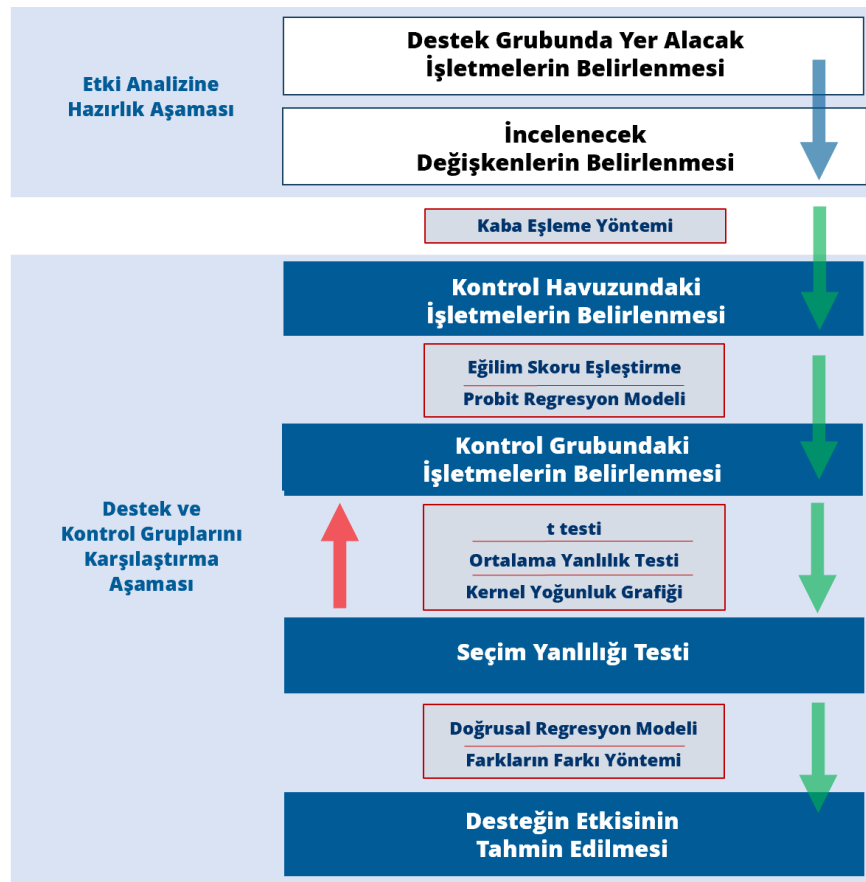 Etki Analizine
Hazırlık Aşaması
Destek Grubunda Yer Alacak
İşletmelerin Belirlenmesi
İncelenecek
Değişkenlerin Belirlenmesi
Kaba Eşleme Yöntemi
Kontrol Havuzundaki
İşletmelerin Belirlenmesi
Eğilim Skoru Eşleştirme
Probit Regresyon Modeli
Kontrol Grubundaki
İşletmelerin Belirlenmesi
Destek ve
Kontrol Gruplarını
Karşılaştırma
Aşaması
t testi
Ortalama Yanlılık Testi
Kernel Yoğunluk Grafiği
Seçim Yanlılığı Testi
Doğrusal Regresyon Modeli
Farkların Farkı Yöntemi
Desteğin Etkisinin
Tahmin Edilmesi